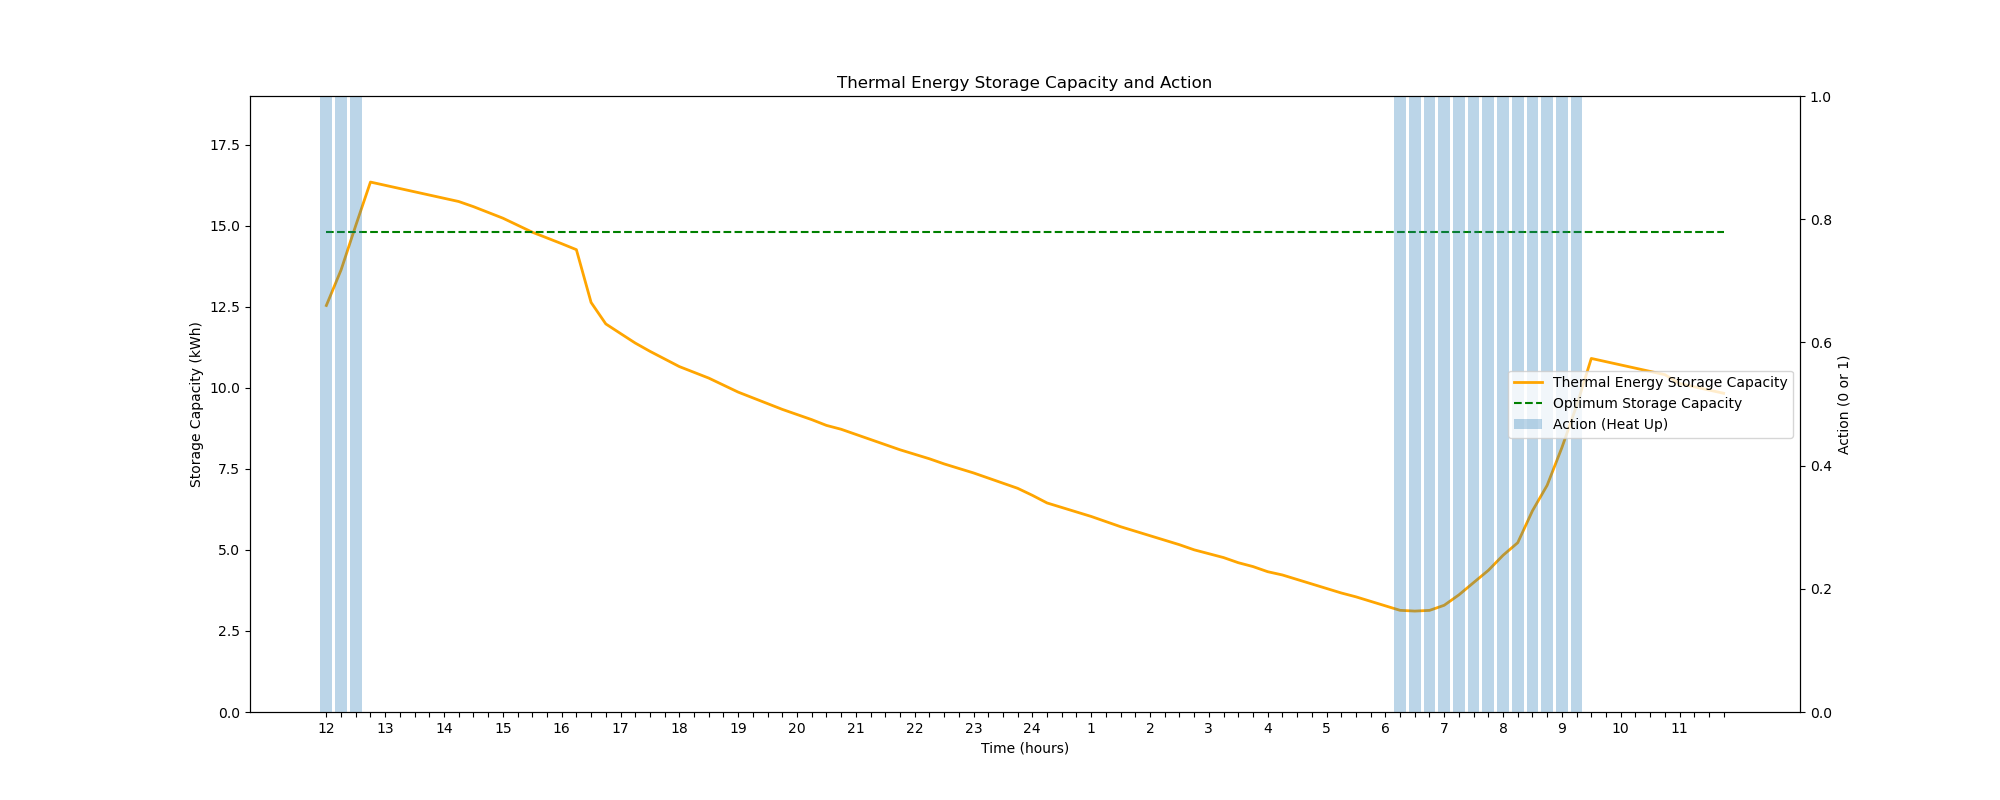 Thermal Energy Storage Capacity and Action
Storage Capacity (kWh)
17.5
15.0
12.5
10.0
7.5
5.0
2.5
0.0
1.0
0.8
0.6
0.4
0.2
0.0
Action (0 or 1)
Thermal Energy Storage Capacity
Optimum Storage Capacity
Action (Heat Up)
12 13 14 15 16 17 18 19 20 21 22 23 24 1 2 3 4 5 6 7 8 9 10 11
Time (hours)